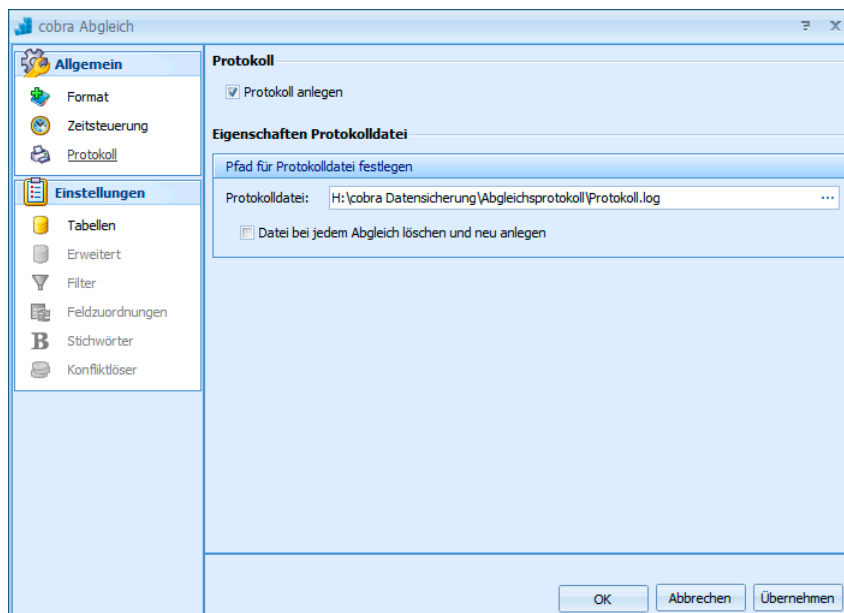 cobra Abgleich
Allgemein
Format
Zeitsteuerung
Protokoll
Einstellungen
Tabellen
Erweitert
Filter
Feldzuordnungen
B Stichwörter
Konfliktlöser
Protokoll
Protokoll anlegen
Eigenschaften Protokolldatei
Pfad für Protokolldatei festlegen
Protokolldatei: H:\cobra Datensicherung\Abgleichsprotokoll\Protokoll.log ...
Datei bei jedem Abgleich löschen und neu anlegen
OK Abbrechen Übernehmen